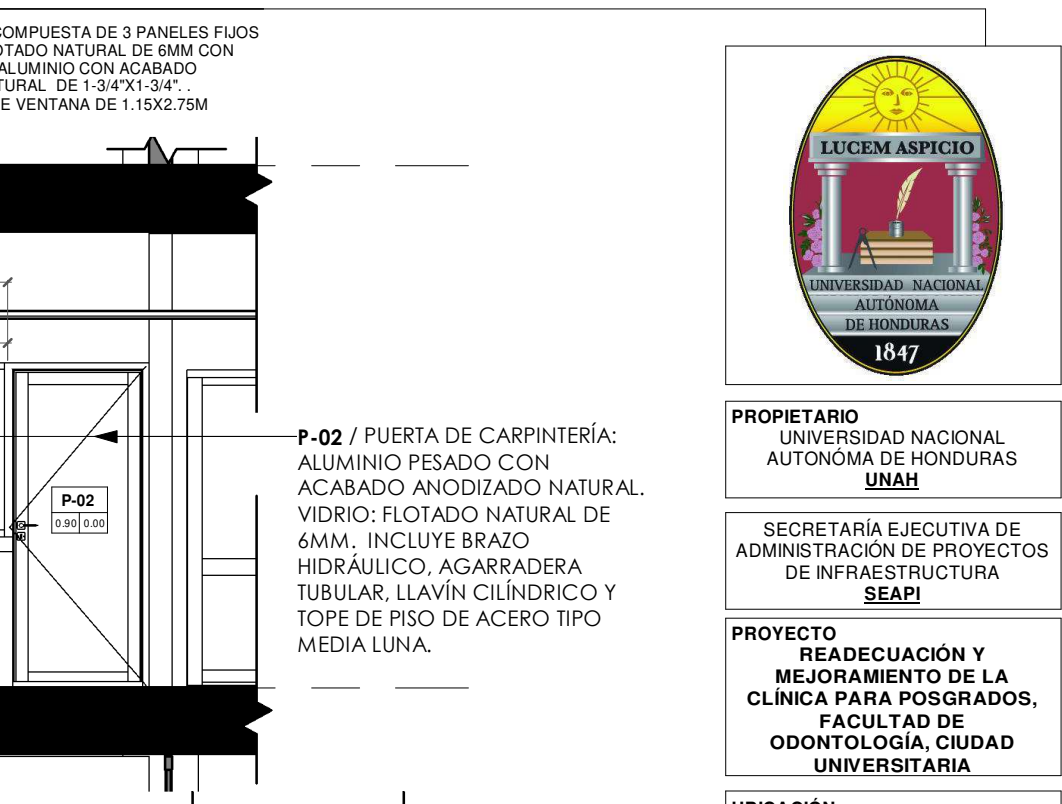 COMPUESTA DE 3 PANELES FIJOS
NATURAL DE 6MM CON
ALUMINIO CON ACABADO
DE 1-3/4"X1-3/4". .
VENTANA DE 1.15X2.75M
P-02
0.90 0.00
P-02 / PUERTA DE CARPINTERÍA:
ALUMINIO PESADO CON
ACABADO ANODIZADO NATURAL.
VIDRIO: FLOTADO NATURAL DE
6MM. INCLUYE BRAZO
HIDRÁULICO, AGARRADERA
TUBULAR, LLAVÍN CILÍNDRICO Y
TOPE DE PISO DE ACERO TIPO
MEDIA LUNA.
LUCEM ASPICIO
UNIVERSIDAD NACIONAL
AUTÓNOMA
DE HONDURAS
1847
PROPIETARIO
UNIVERSIDAD NACIONAL
AUTONÓMA DE HONDURAS
UNAH
SECRETARÍA EJECUTIVA DE
ADMINISTRACIÓN DE PROYECTOS
DE INFRAESTRUCTURA
SEAPI
PROYECTO
READECUACIÓN Y
MEJORAMIENTO DE LA
CLÍNICA PARA POSGRADOS,
FACULTAD DE
ODONTOLOGÍA, CIUDAD
UNIVERSITARIA